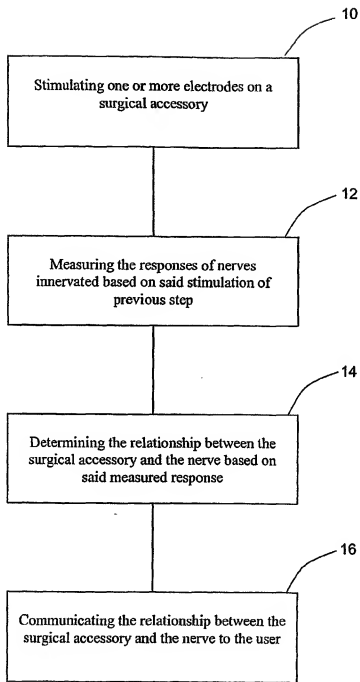 10
Stimulating one or more electrodes on a
surgical accessory
12
Measuring the responses of nerves
innervated based on said stimulation of
previous step
14
Determining the relationship between the
surgical accessory and the nerve based on
said measured response
16
Communicating the relationship between the
surgical accessory and the nerve to the user